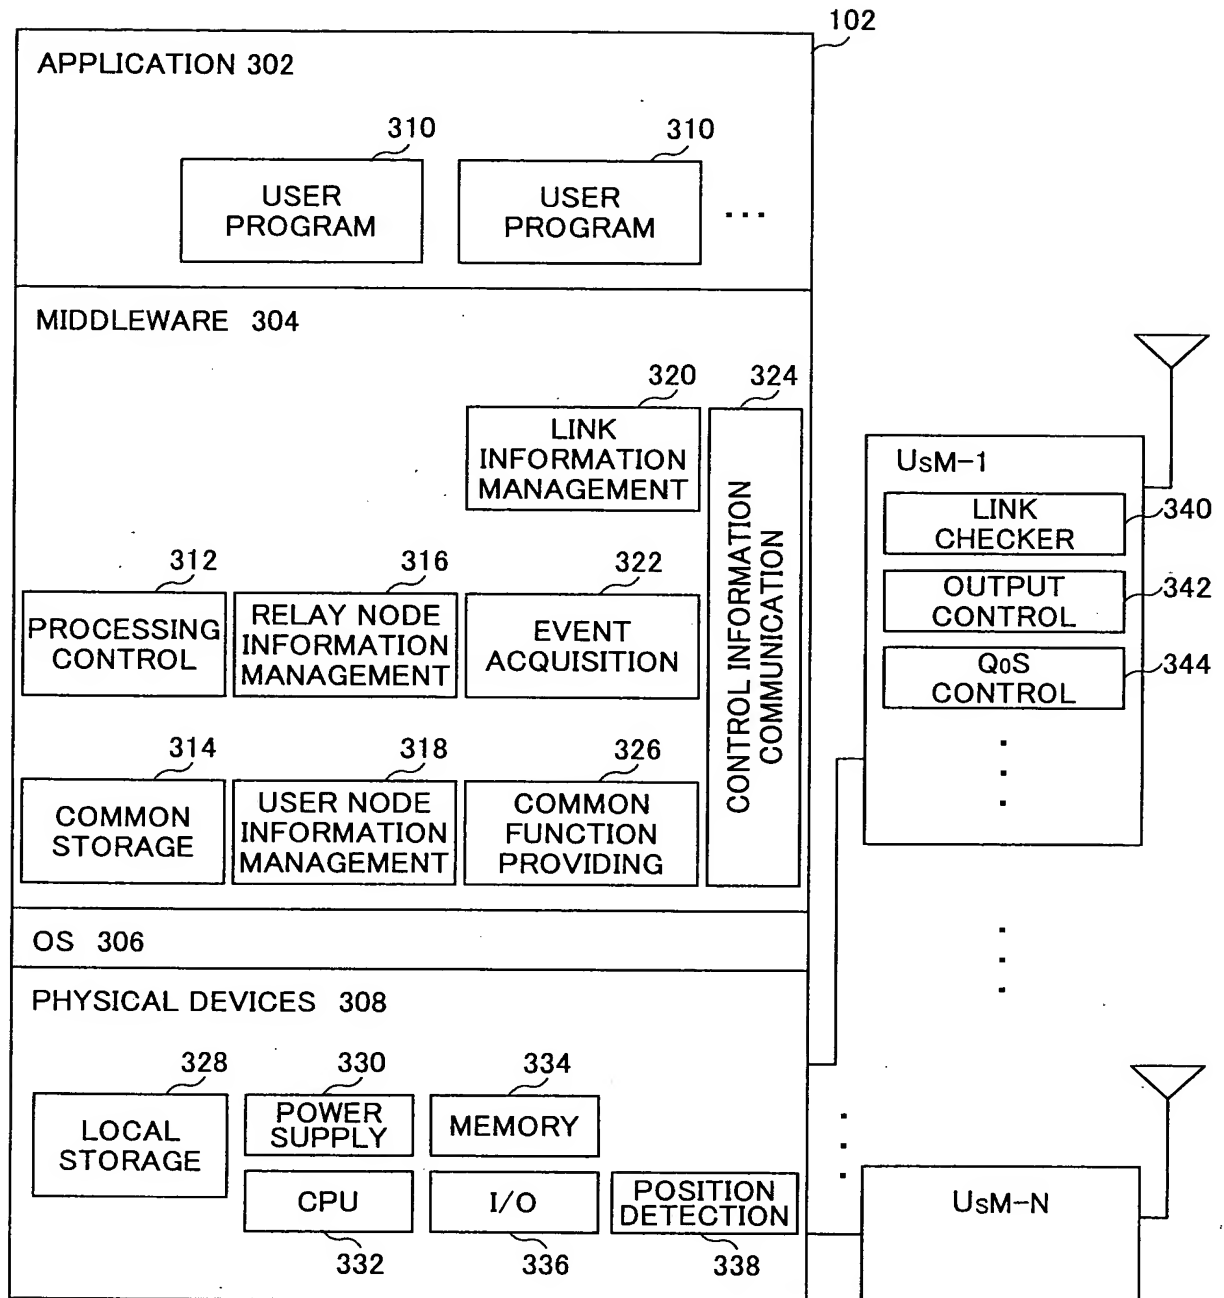 102
APPLICATION 302
310
310
USER
PROGRAM
USER
PROGRAM
...
MIDDLEWARE 304
320
324
LINK
INFORMATION
MANAGEMENT
CONTROL INFORMATION
COMMUNICATION
312
316
322
PROCESSING
CONTROL
RELAY NODE
INFORMATION
MANAGEMENT
EVENT
ACQUISITION
314
318
326
COMMON
STORAGE
USER NODE
INFORMATION
MANAGEMENT
COMMON
FUNCTION
PROVIDING
OS 306
PHYSICAL DEVICES 308
328
330
334
LOCAL
STORAGE
POWER
SUPPLY
MEMORY
CPU
I/O
POSITION
DETECTION
332
336
338
UsM-1
LINK
CHECKER
340
OUTPUT
CONTROL
342
QoS
CONTROL
344
UsM-N